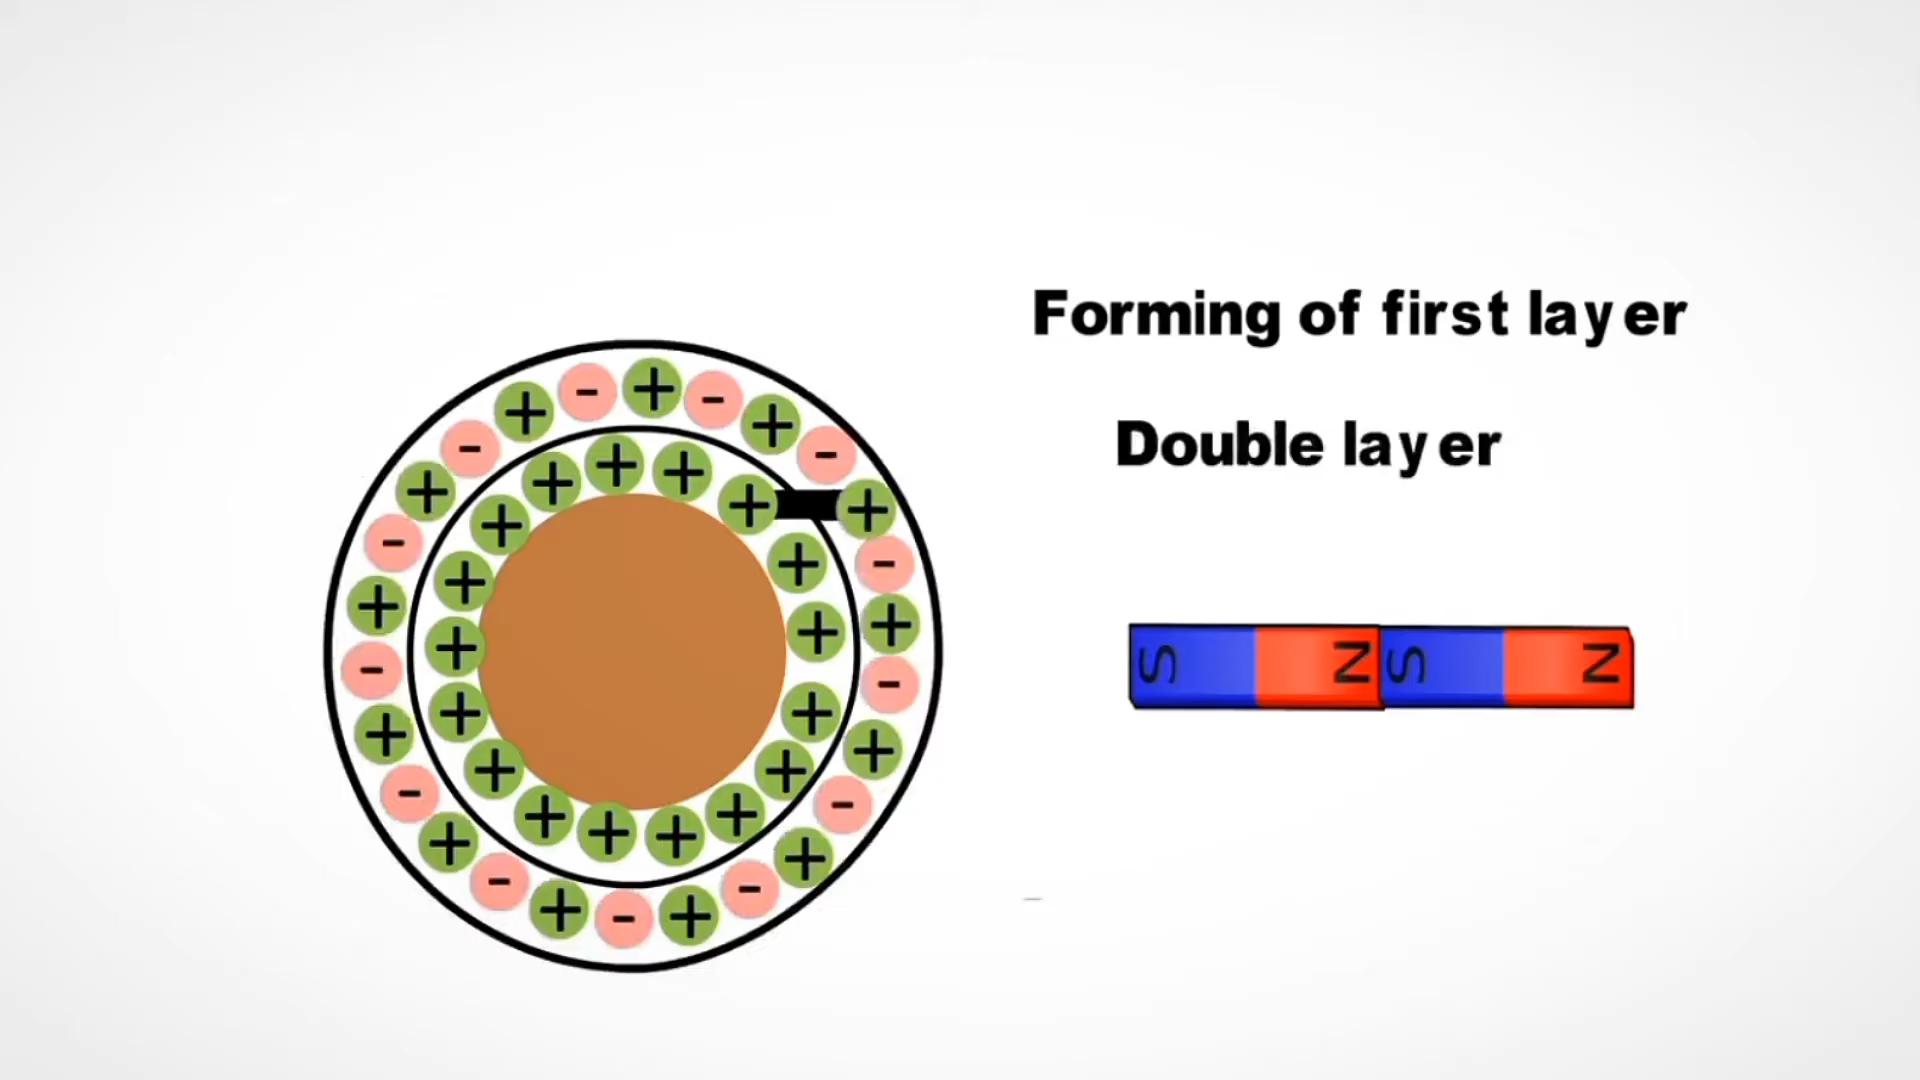 Forming of first layer
Double layer
S N S N
- + - + -
+ - + - + - + - + - + - + - + - + - + - + - + -
+ + + + + + + + + + + + + + + + + +